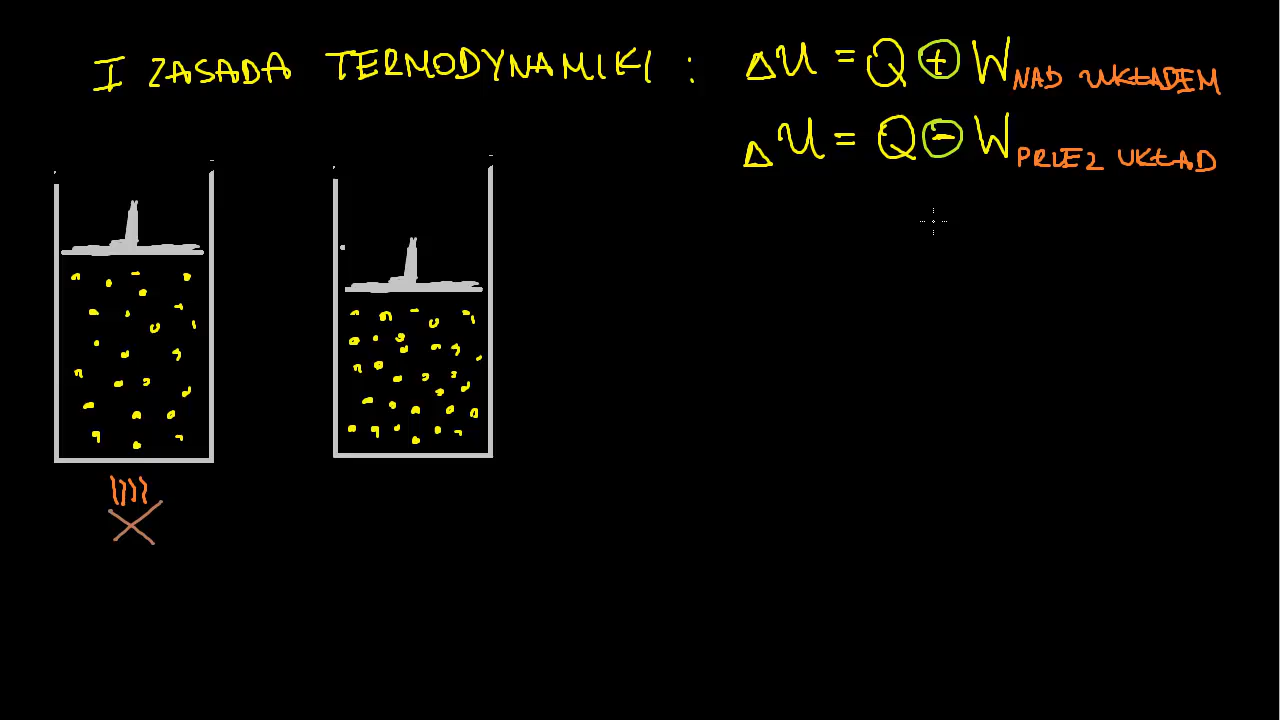 I ZASADA TERMODYNAMIKI : ΔU = Q + W NAD UKŁADEM
ΔU = Q - W PRZEZ UKŁAD